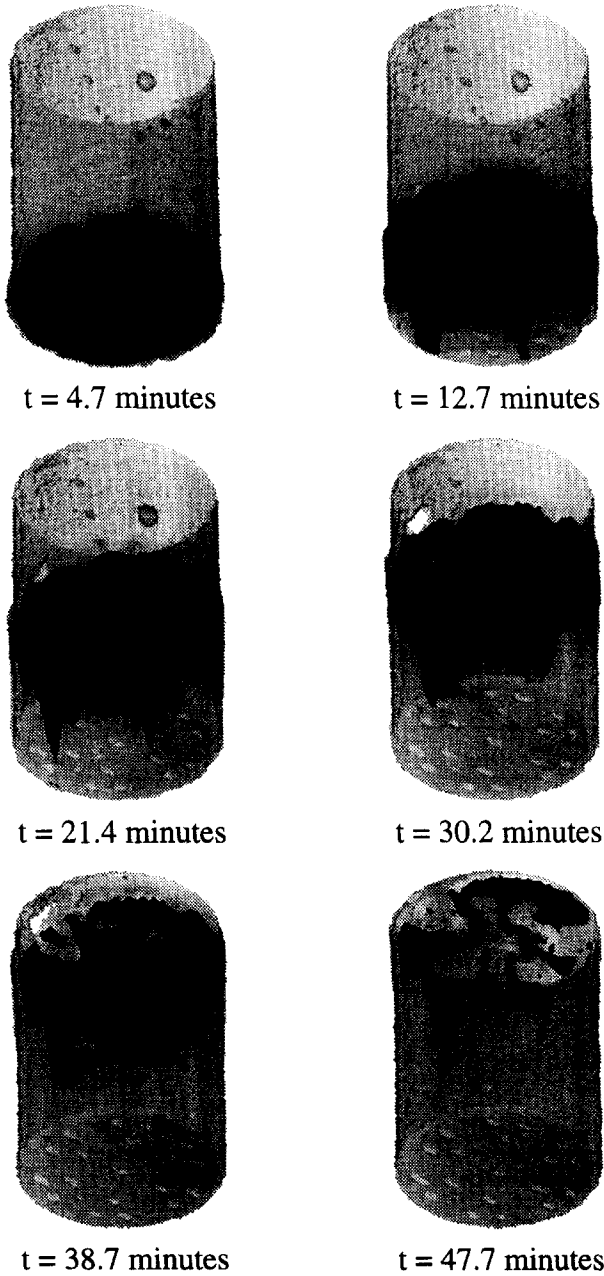 t = 4.7 minutes
t = 12.7 minutes
t = 21.4 minutes
t = 30.2 minutes
t = 38.7 minutes
t = 47.7 minutes